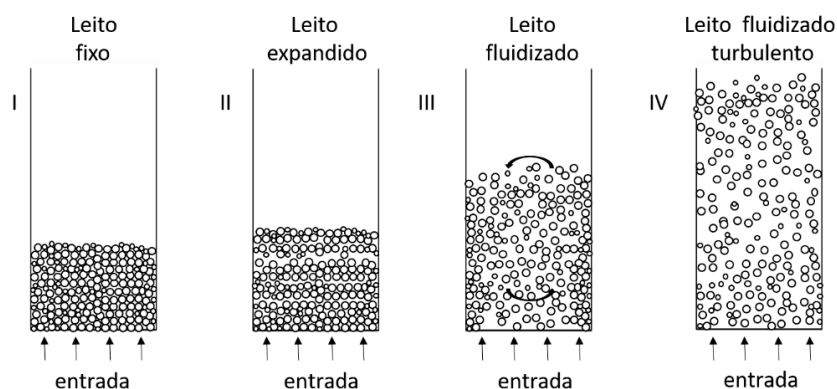 Leito
fixo
Leito
expandido
Leito
fluidizado
Leito fluidizado
turbulento
I
II
III
IV
entrada
entrada
entrada
entrada